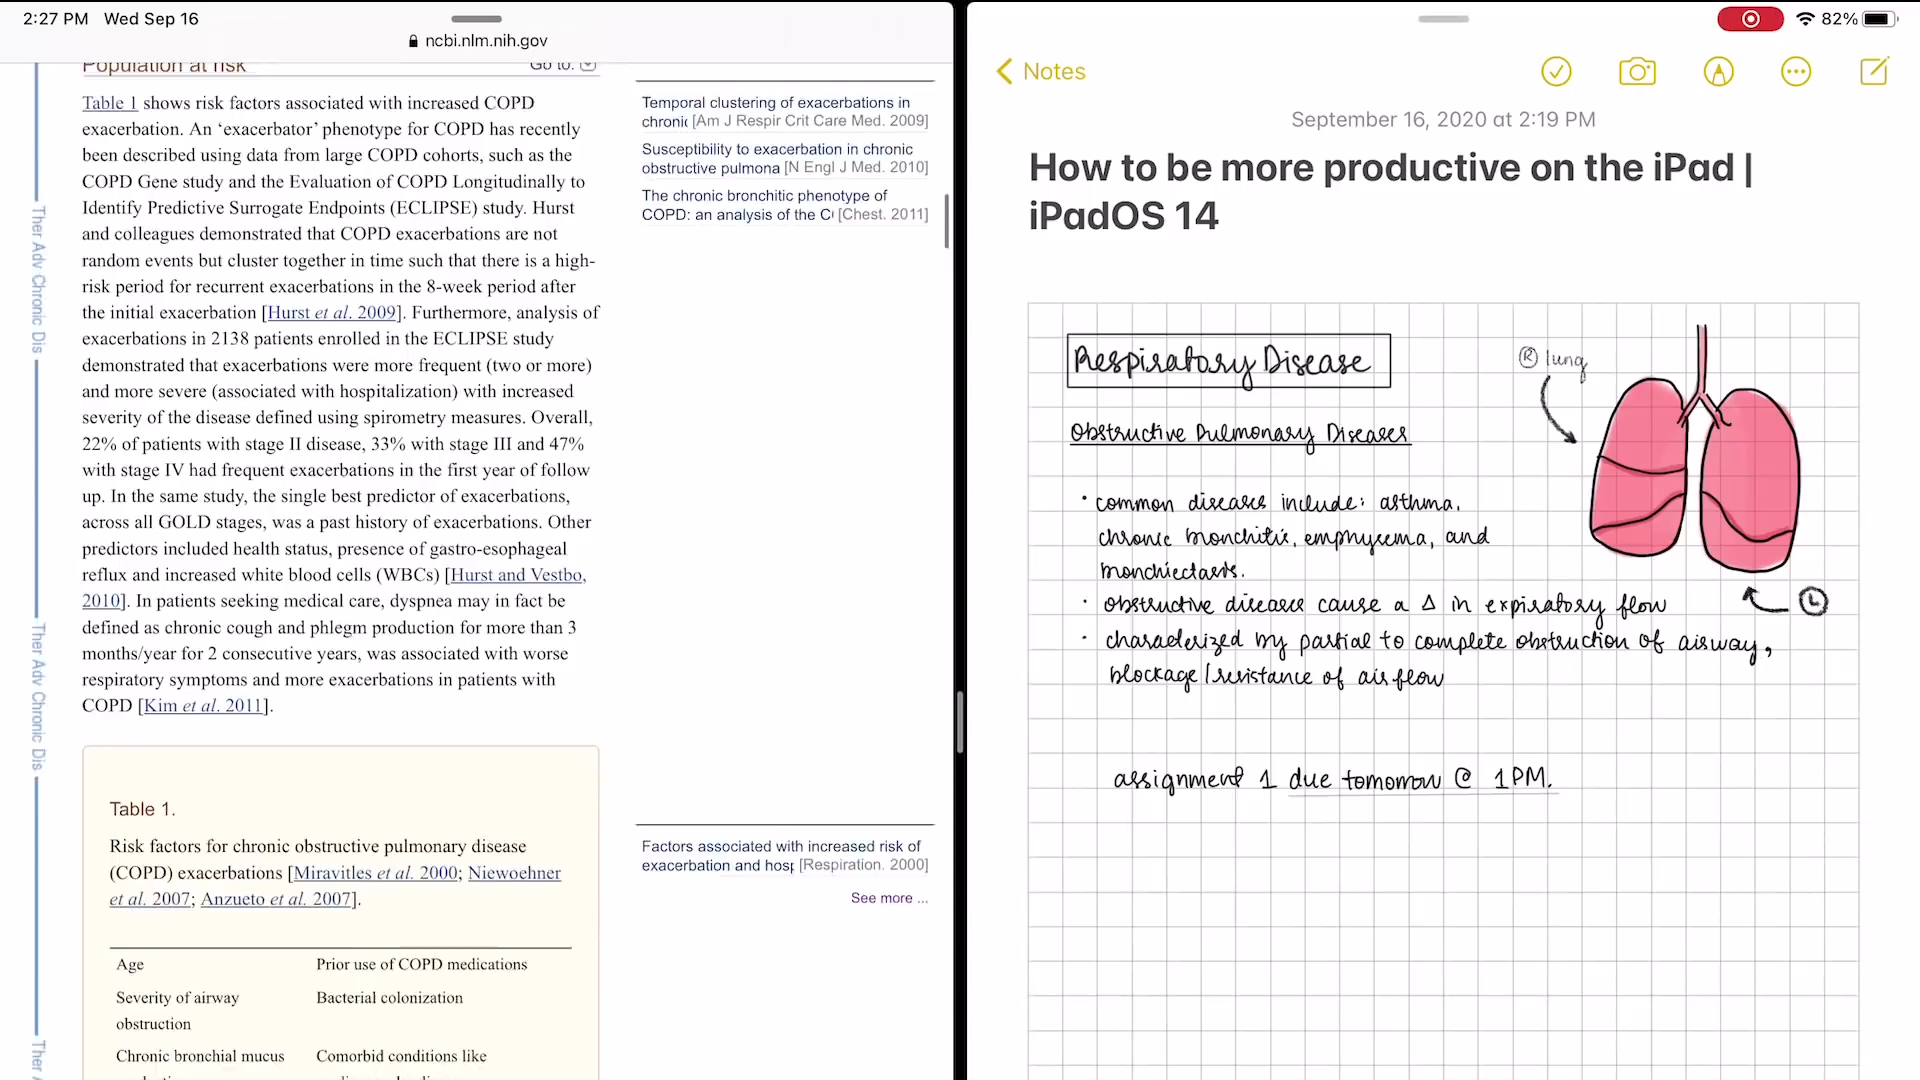 2:27 PM Wed Sep 16
ncbi.nlm.nih.gov
Population at risk
Go to:
Table 1 shows risk factors associated with increased COPD
exacerbation. An ‘exacerbator’ phenotype for COPD has recently
been described using data from large COPD cohorts, such as the
COPD Gene study and the Evaluation of COPD Longitudinally to
Identify Predictive Surrogate Endpoints (ECLIPSE) study. Hurst
and colleagues demonstrated that COPD exacerbations are not
random events but cluster together in time such that there is a high-
risk period for recurrent exacerbations in the 8-week period after
the initial exacerbation [Hurst et al. 2009]. Furthermore, analysis of
exacerbations in 2138 patients enrolled in the ECLIPSE study
demonstrated that exacerbations were more frequent (two or more)
and more severe (associated with hospitalization) with increased
severity of the disease defined using spirometry measures. Overall,
22% of patients with stage II disease, 33% with stage III and 47%
with stage IV had frequent exacerbations in the first year of follow
up. In the same study, the single best predictor of exacerbations,
across all GOLD stages, was a past history of exacerbations. Other
predictors included health status, presence of gastro-esophageal
reflux and increased white blood cells (WBCs) [Hurst and Vestbo,
2010]. In patients seeking medical care, dyspnea may in fact be
defined as chronic cough and phlegm production for more than 3
months/year for 2 consecutive years, was associated with worse
respiratory symptoms and more exacerbations in patients with
COPD [Kim et al. 2011].
Table 1.
Risk factors for chronic obstructive pulmonary disease
(COPD) exacerbations [Miravitles et al. 2000; Niewoehner
et al. 2007; Anzueto et al. 2007].
Age
Prior use of COPD medications
Severity of airway
obstruction
Bacterial colonization
Chronic bronchial mucus
Comorbid conditions like
Ther Adv Chronic Dis
Ther Adv Chronic Dis
Ther A
Temporal clustering of exacerbations in
chronic [Am J Respir Crit Care Med. 2009]
Susceptibility to exacerbation in chronic
obstructive pulmona [N Engl J Med. 2010]
The chronic bronchitic phenotype of
COPD: an analysis of the C [Chest. 2011]
Factors associated with increased risk of
exacerbation and hosp [Respiration. 2000]
See more ...
82%
Notes
September 16, 2020 at 2:19 PM
How to be more productive on the iPad |
iPadOS 14
Respiratory Disease
R lung
Obstructive Pulmonary Diseases
· common diseases include: asthma,
chronic bronchitis, emphysema, and
bronchiectasis.
· obstructive diseases cause a Δ in expiratory flow
L
· characterized by partial to complete obstruction of airway,
blockage/resistance of airflow
assignment 1 due tomorrow @ 1PM.